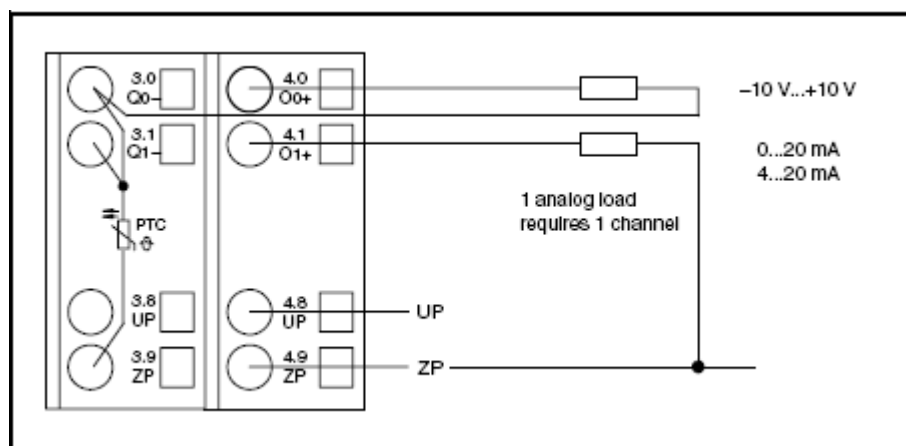 3.0
Q0–
4.0
O0+
–10 V...+10 V
3.1
Q1–
4.1
O1+
0...20 mA
4...20 mA
1 analog load
requires 1 channel
PTC
ϑ
3.8
UP
4.8
UP
UP
3.9
ZP
4.9
ZP
ZP